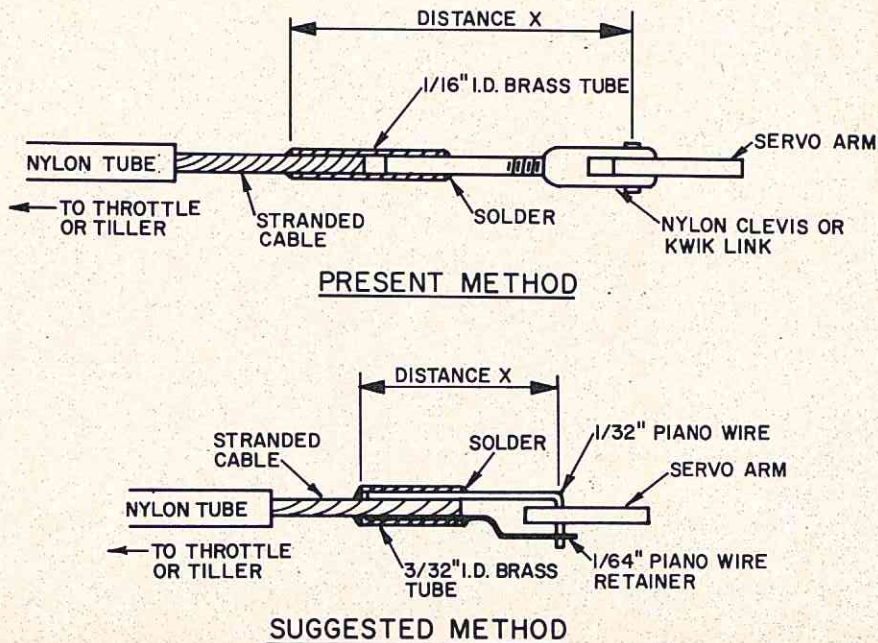 DISTANCE X
1/16" I.D. BRASS TUBE
SERVO ARM
NYLON TUBE
TO THROTTLE
OR TILLER
STRANDED
CABLE
SOLDER
NYLON CLEVIS OR
KWIK LINK
PRESENT METHOD
DISTANCE X
STRANDED
CABLE
SOLDER
1/32" PIANO WIRE
SERVO ARM
NYLON TUBE
TO THROTTLE
OR TILLER
3/32" I.D. BRASS
TUBE
1/64" PIANO WIRE
RETAINER
SUGGESTED METHOD